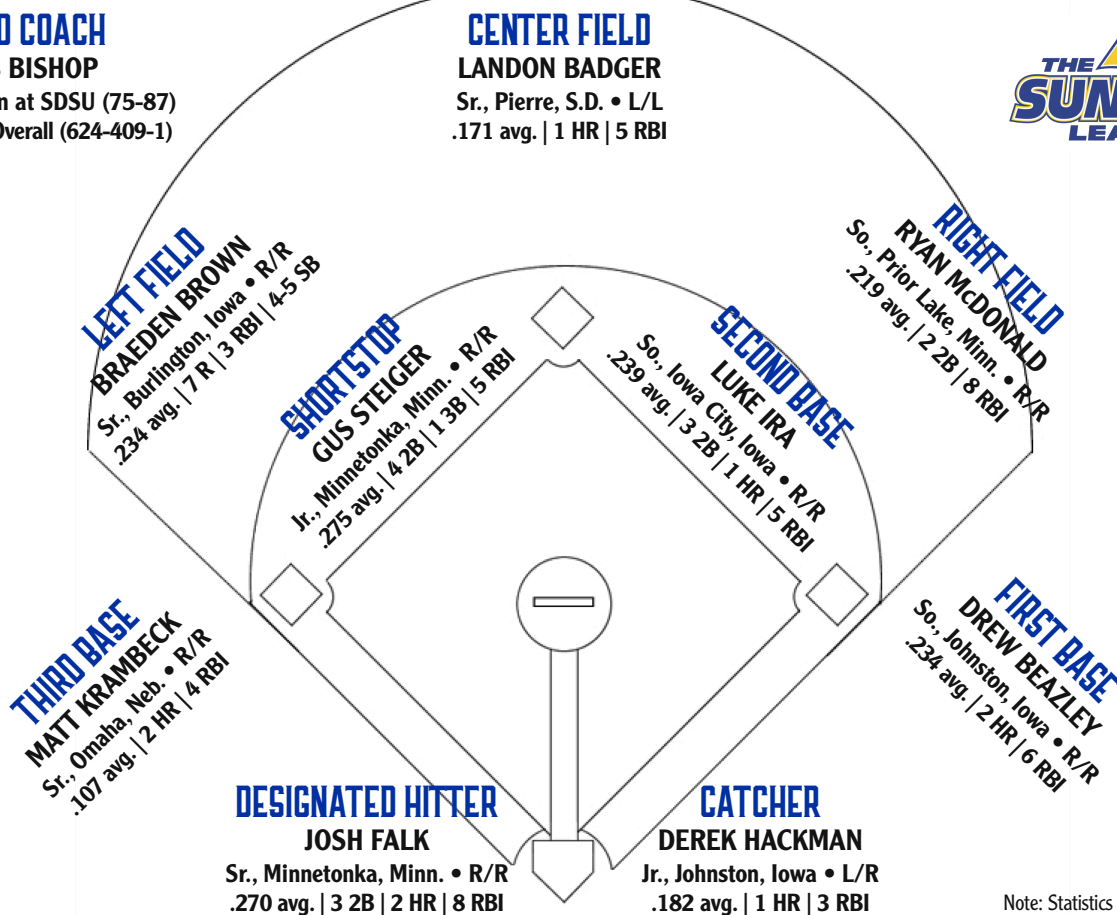 COACH
BISHOP
at SDSU (75-87)
Overall (624-409-1)
CENTER FIELD
LANDON BADGER
Sr., Pierre, S.D. • L/L
.171 avg. | 1 HR | 5 RBI
THE
LEFT FIELD
BRAEDEN BROWN
Sr., Burlington, Iowa • R/R
.234 avg. | 7 R | 3 RBI | 4-5 SB
SHORTSTOP
GUS STEIGER
Jr., Minnetonka, Minn. • R/R
.275 avg. | 4 2B | 1 3B | 5 RBI
SECOND BASE
LUKE IRA
So., Iowa City, Iowa • R/R
.239 avg. | 3 2B | 1 HR | 5 RBI
RIGHT FIELD
RYAN McDONALD
So., Prior Lake, Minn. • R/R
.219 avg. | 2 2B | 8 RBI
THIRD BASE
MATT KRAMBECK
Sr., Omaha, Neb. • R/R
.107 avg. | 2 HR | 4 RBI
FIRST BASE
DREW BEAZLEY
So., Johnston, Iowa • R/R
.234 avg. | 2 HR | 6 RBI
DESIGNATED HITTER
JOSH FALK
Sr., Minnetonka, Minn. • R/R
.270 avg. | 3 2B | 2 HR | 8 RBI
CATCHER
DEREK HACKMAN
Jr., Johnston, Iowa • L/R
.182 avg. | 1 HR | 3 RBI
Note: Statistics